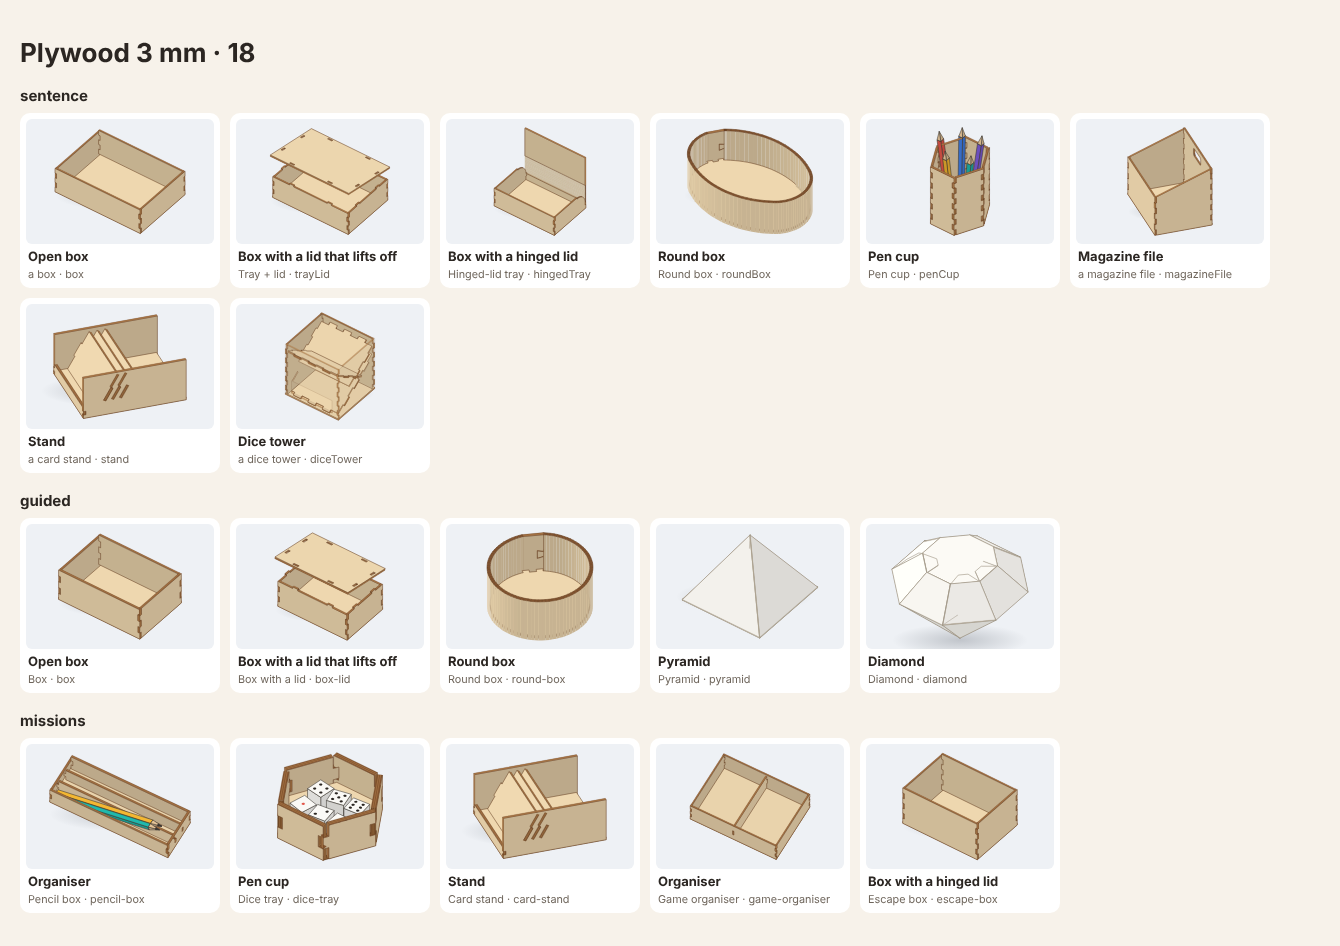 Plywood 3 mm · 18
sentence
Open box
a box · box
Box with a lid that lifts off
Tray + lid · trayLid
Box with a hinged lid
Hinged-lid tray · hingedTray
Round box
Round box · roundBox
Pen cup
Pen cup · penCup
Magazine file
a magazine file · magazineFile
Stand
a card stand · stand
Dice tower
a dice tower · diceTower
guided
Open box
Box · box
Box with a lid that lifts off
Box with a lid · box-lid
Round box
Round box · round-box
Pyramid
Pyramid · pyramid
Diamond
Diamond · diamond
missions
Organiser
Pencil box · pencil-box
Pen cup
Dice tray · dice-tray
Stand
Card stand · card-stand
Organiser
Game organiser · game-organiser
Box with a hinged lid
Escape box · escape-box